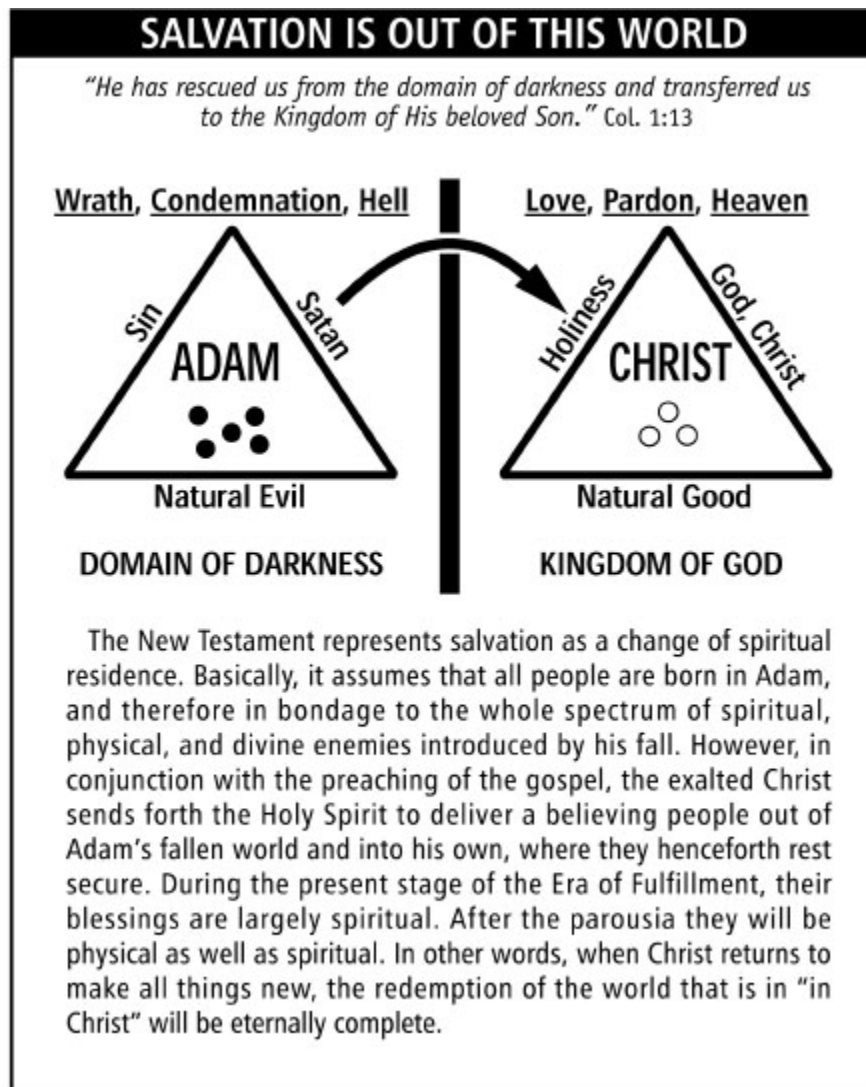 SALVATION IS OUT OF THIS WORLD
“He has rescued us from the domain of darkness and transferred us
to the Kingdom of His beloved Son.” Col. 1:13
Wrath, Condemnation, Hell
Love, Pardon, Heaven
Sin
Satan
ADAM
Natural Evil
DOMAIN OF DARKNESS
Holiness
God, Christ
CHRIST
Natural Good
KINGDOM OF GOD
The New Testament represents salvation as a change of spiritual
residence. Basically, it assumes that all people are born in Adam,
and therefore in bondage to the whole spectrum of spiritual,
physical, and divine enemies introduced by his fall. However, in
conjunction with the preaching of the gospel, the exalted Christ
sends forth the Holy Spirit to deliver a believing people out of
Adam’s fallen world and into his own, where they henceforth rest
secure. During the present stage of the Era of Fulfillment, their
blessings are largely spiritual. After the parousia they will be
physical as well as spiritual. In other words, when Christ returns to
make all things new, the redemption of the world that is in “in
Christ” will be eternally complete.